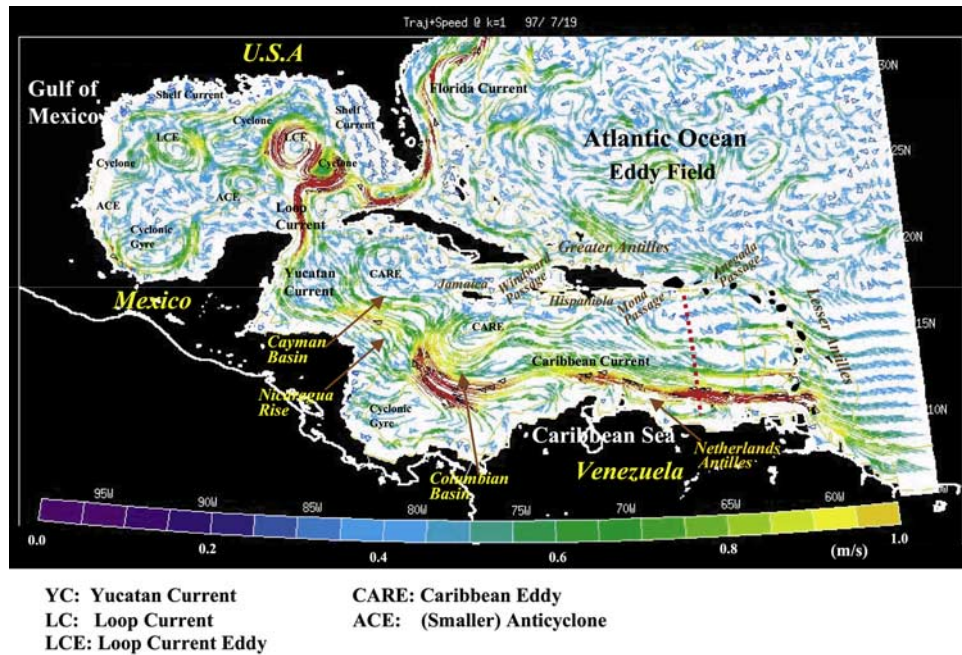 Traj+Speed @ k=1 97/ 7/19
U.S.A
Gulf of
Mexico
Shelf Current
Florida Current
30N
Cyclone
Shelf
Current
LCE
LCE
Atlantic Ocean
Eddy Field
25N
Cyclone
Cyclone
ACE
ACE
Loop
Current
Cyclonic
Gyre
20N
Greater Antilles
Yucatan
Current
CARE
Jamaica
Windward
Passage
Hispaniola
Mona
Passage
Anegada
Passage
Mexico
Lesser Antilles
15N
CARE
Cayman
Basin
Caribbean Current
Nicaragua
Rise
Cyclonic
Gyre
10N
Caribbean Sea
Netherlands
Antilles
Venezuela
Columbian
Basin
95W
90W
85W
80W
75W
70W
65W
60W
0.0
0.2
0.4
0.6
0.8
(m/s)
1.0
YC: Yucatan Current
CARE: Caribbean Eddy
LC: Loop Current
ACE: (Smaller) Anticyclone
LCE: Loop Current Eddy